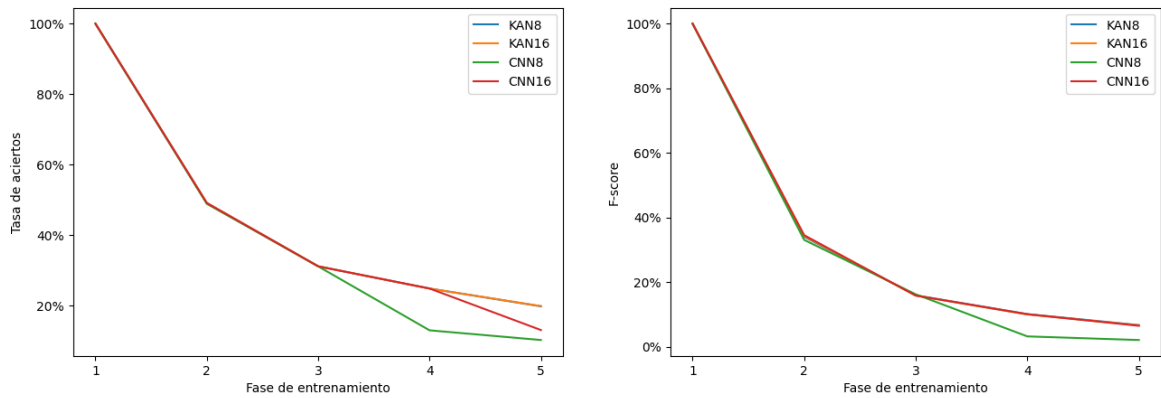 100%
80%
60%
40%
20%
Tasa de aciertos
KAN8
KAN16
CNN8
CNN16
1 2 3 4 5
Fase de entrenamiento
100%
80%
60%
40%
20%
0%
F-score
KAN8
KAN16
CNN8
CNN16
1 2 3 4 5
Fase de entrenamiento